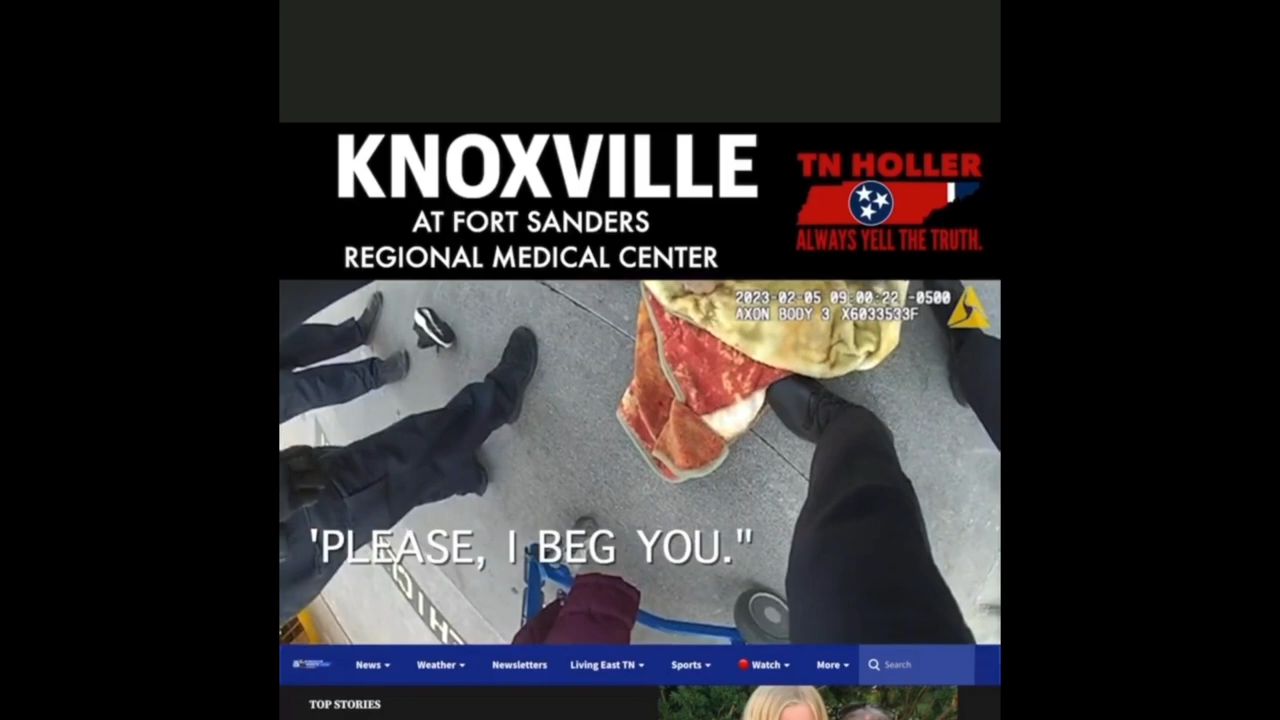 KNOXVILLE
AT FORT SANDERS
REGIONAL MEDICAL CENTER
TN HOLLER
ALWAYS YELL THE TRUTH.
2023-02-05 09:00:22 -0500
AXON BODY 3 X6033533F
'PLEASE, I BEG YOU."
News
Weather
Newsletters
Living East TN
Sports
Watch
More
Search
TOP STORIES